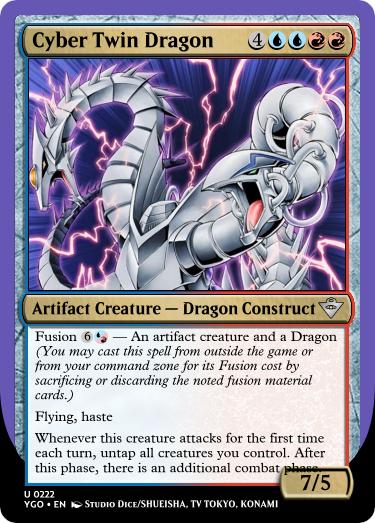 Cyber Twin Dragon 4
Artifact Creature — Dragon Construct
Fusion 6 — An artifact creature and a Dragon
(You may cast this spell from outside the game or
from your command zone for its Fusion cost by
sacrificing or discarding the noted fusion material
cards.)
Flying, haste
Whenever this creature attacks for the first time
each turn, untap all creatures you control. After
this phase, there is an additional combat phase.
7/5
U 0222
YGO • EN Studio Dice/SHUEISHA, TV TOKYO, KONAMI